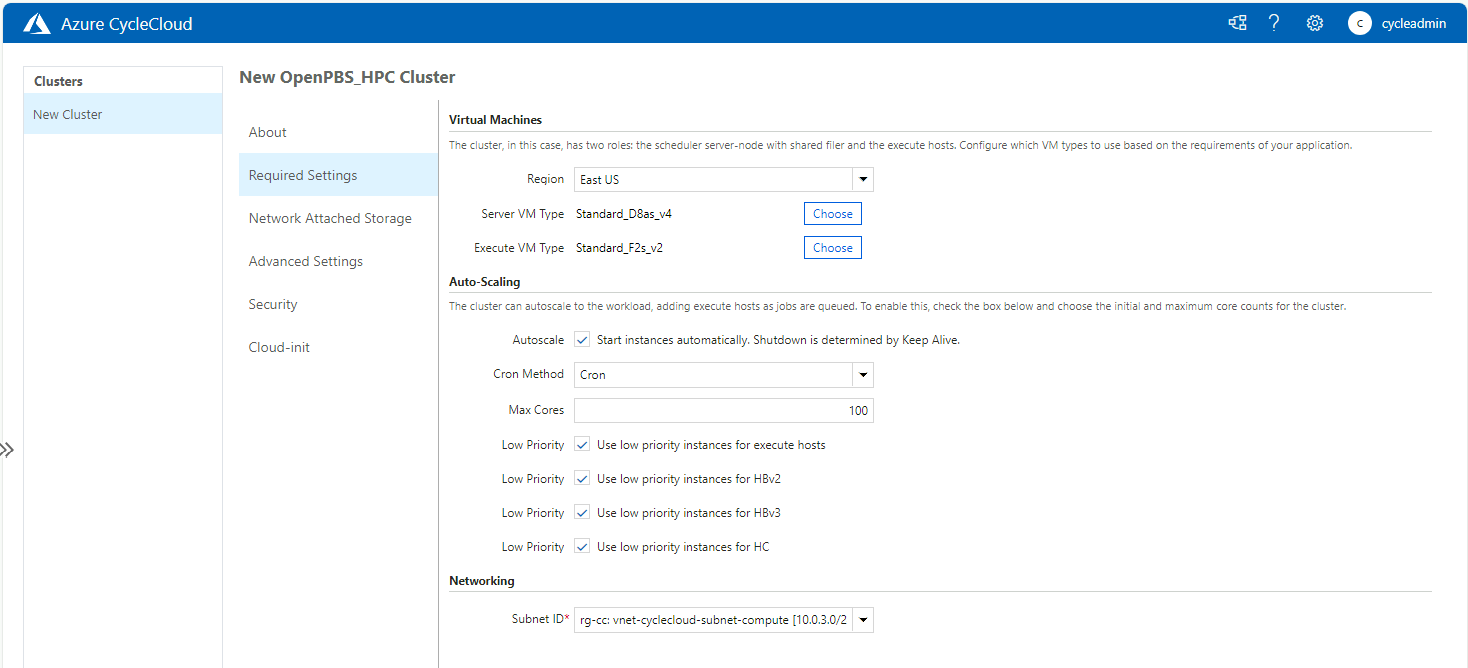 Azure CycleCloud
?
C
cycleadmin
Clusters
New Cluster
New OpenPBS_HPC Cluster
About
Required Settings
Network Attached Storage
Advanced Settings
Security
Cloud-init
Virtual Machines
The cluster, in this case, has two roles: the scheduler server-node with shared filer and the execute hosts. Configure which VM types to use based on the requirements of your application.
Region East US
Server VM Type Standard_D8as_v4 Choose
Execute VM Type Standard_F2s_v2 Choose
Auto-Scaling
The cluster can autoscale to the workload, adding execute hosts as jobs are queued. To enable this, check the box below and choose the initial and maximum core counts for the cluster.
Autoscale Start instances automatically. Shutdown is determined by Keep Alive.
Cron Method Cron
Max Cores 100
Low Priority Use low priority instances for execute hosts
Low Priority Use low priority instances for HBv2
Low Priority Use low priority instances for HBv3
Low Priority Use low priority instances for HC
Networking
Subnet ID* rg-cc: vnet-cyclecloud-subnet-compute [10.0.3.0/2